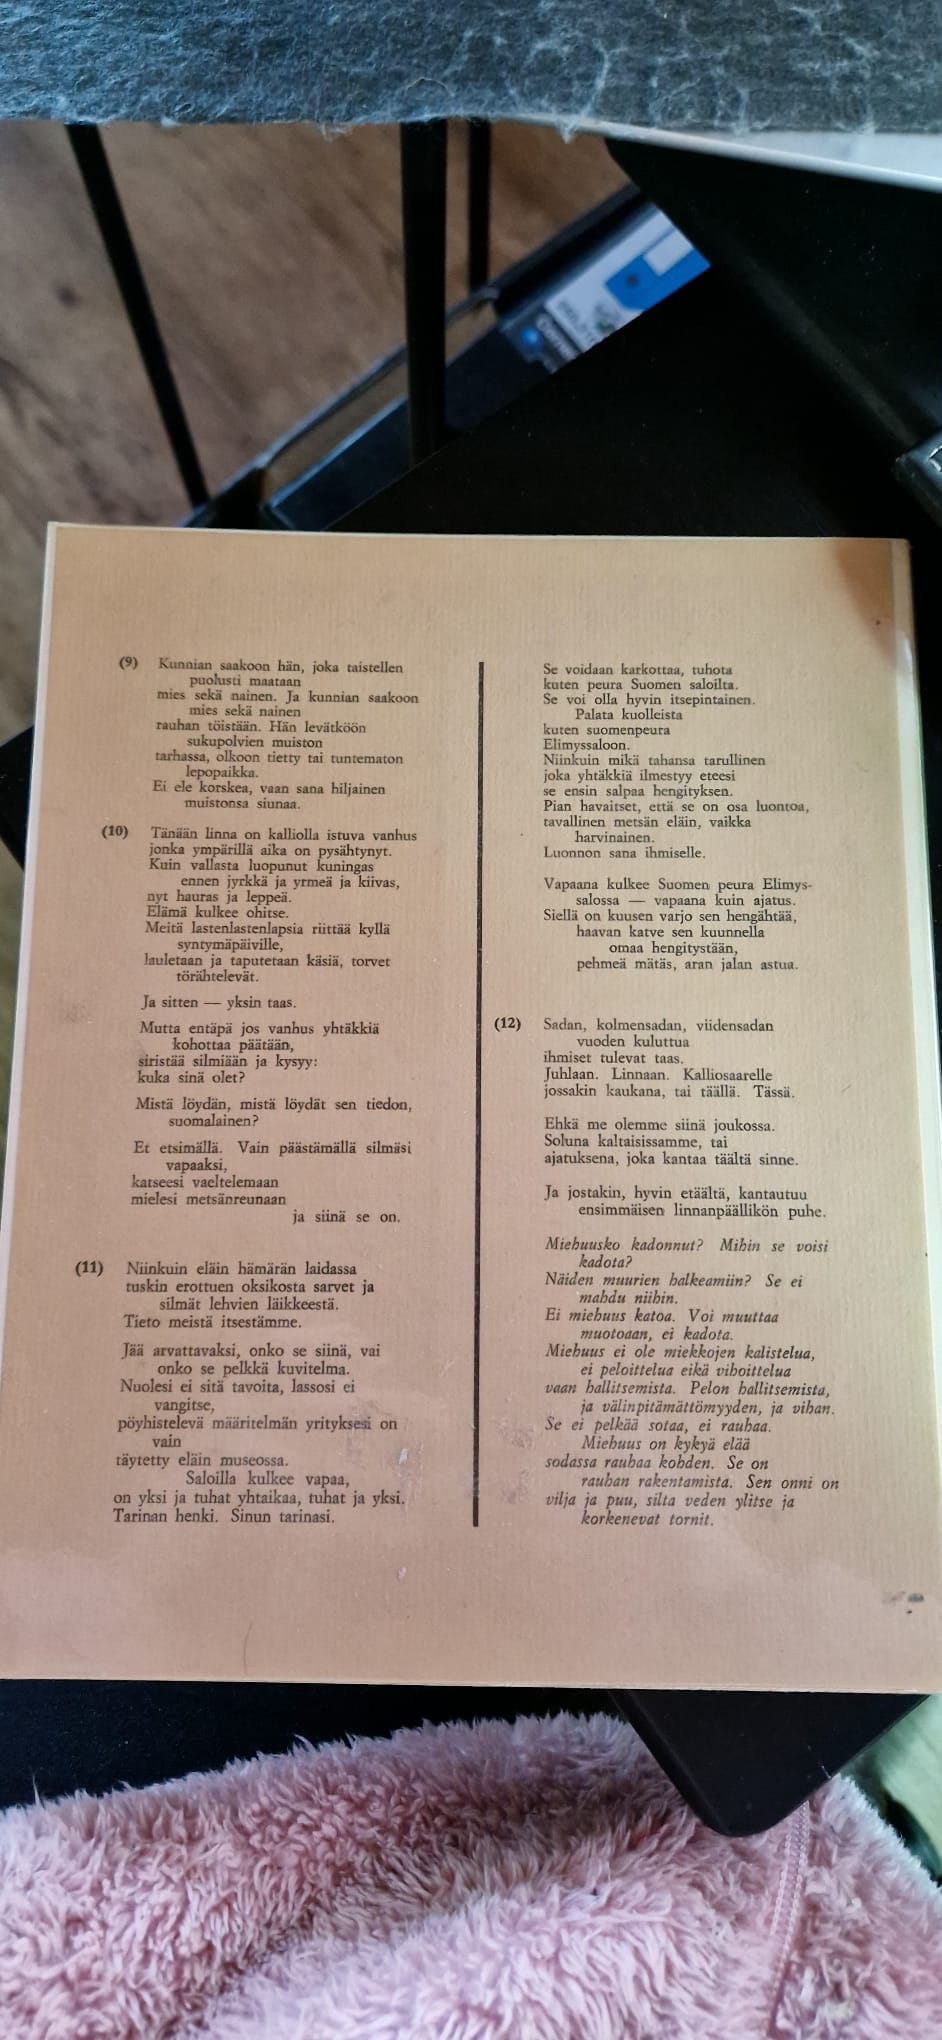 (9) Kunnian saakoon hän, joka taistellen
puolusti maataan
mies sekä nainen. Ja kunnian saakoon
mies sekä nainen
rauhan töistään. Hän levätköön
sukupolvien muiston
tarhassa, olkoon tietty tai tuntematon
lepopaikka.
Ei ele korskea, vaan sana hiljainen
muistonsa siunaa.
(10) Tänään linna on kalliolla istuva vanhus
jonka ympärillä aika on pysähtynyt.
Kuin vallasta luopunut kuningas
ennen jyrkkä ja yrmeä ja kiivas,
nyt hauras ja leppeä.
Elämä kulkee ohitse.
Meitä lastenlastenlapsia riittää kyllä
syntymäpäiville,
lauletaan ja taputetaan käsiä, torvet
törähtelevät.
Ja sitten — yksin taas.
Mutta entäpä jos vanhus yhtäkkiä
kohottaa päätään,
siristää silmiään ja kysyy:
kuka sinä olet?
Mistä löydän, mistä löydät sen tiedon,
suomalainen?
Et etsimällä. Vain päästämällä silmäsi
vapaaksi,
katseesi vaeltelemaan
mielesi metsänreunaan
ja siinä se on.
(11) Niinkuin eläin hämärän laidassa
tuskin erottuen oksikosta sarvet ja
silmät lehvien läikkeestä.
Tieto meistä itsestämme.
Jää arvattavaksi, onko se siinä, vai
onko se pelkkä kuvitelma.
Nuolesi ei sitä tavoita, lassosi ei
vangitse,
pöyhistelevä määritelmän yrityksesi on
vain
täytetty eläin museossa.
Saloilla kulkee vapaa,
on yksi ja tuhat yhtaikaa, tuhat ja yksi.
Tarinan henki. Sinun tarinasi.
Se voidaan karkottaa, tuhota
kuten peura Suomen saloilta.
Se voi olla hyvin itsepintainen.
Palata kuolleista
kuten suomenpeura
Elimyssaloon.
Niinkuin mikä tahansa tarullinen
joka yhtäkkiä ilmestyy eteesi
se ensin salpaa hengityksen.
Pian havaitset, että se on osa luontoa,
tavallinen metsän eläin, vaikka
harvinainen.
Luonnon sana ihmiselle.
Vapaana kulkee Suomen peura Elimys-
salossa — vapaana kuin ajatus.
Siellä on kuusen varjo sen hengähtää,
haavan katve sen kuunnella
omaa hengitystään,
pehmeä mätäs, aran jalan astua.
(12) Sadan, kolmensadan, viidensadan
vuoden kuluttua
ihmiset tulevat taas.
Juhlaan. Linnaan. Kalliosaarelle
jossakin kaukana, tai täällä. Tässä.
Ehkä me olemme siinä joukossa.
Soluna kaltaisissamme, tai
ajatuksena, joka kantaa täältä sinne.
Ja jostakin, hyvin etäältä, kantautuu
ensimmäisen linnanpäällikön puhe.
Miehuusko kadonnut? Mihin se voisi
kadota?
Näiden muurien halkeamiin? Se ei
mahdu niihin.
Ei miehuus katoa. Voi muuttaa
muotoaan, ei kadota.
Miehuus ei ole miekkojen kalistelua,
ei peloittelua eikä vihoittelua
vaan hallitsemista. Pelon hallitsemista,
ja välinpitämättömyyden, ja vihan.
Se ei pelkää sotaa, ei rauhaa.
Miehuus on kykyä elää
sodassa rauhaa kohden. Se on
rauhan rakentamista. Sen onni on
vilja ja puu, silta veden ylitse ja
korkenevat tornit.